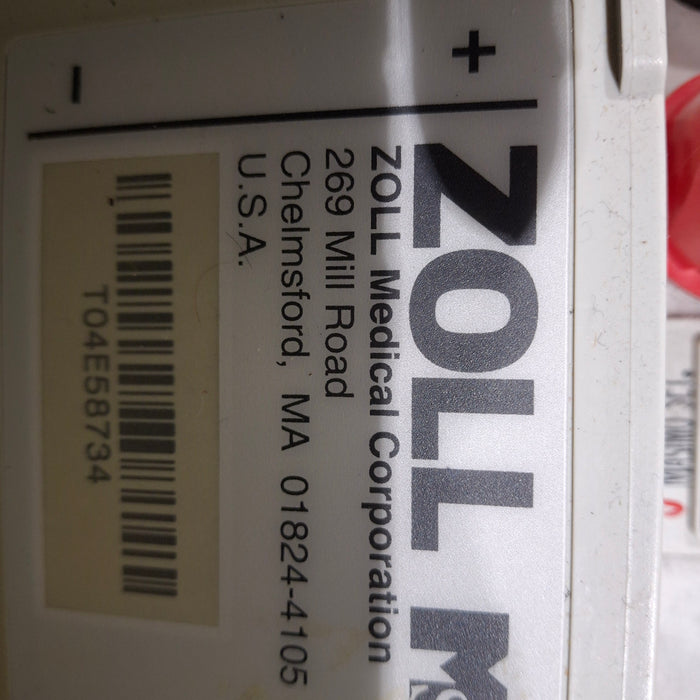 +
-
ZOLL M
ZOLL Medical Corporation
269 Mill Road
Chelmsford, MA 01824-4105
U.S.A.
T04E58734